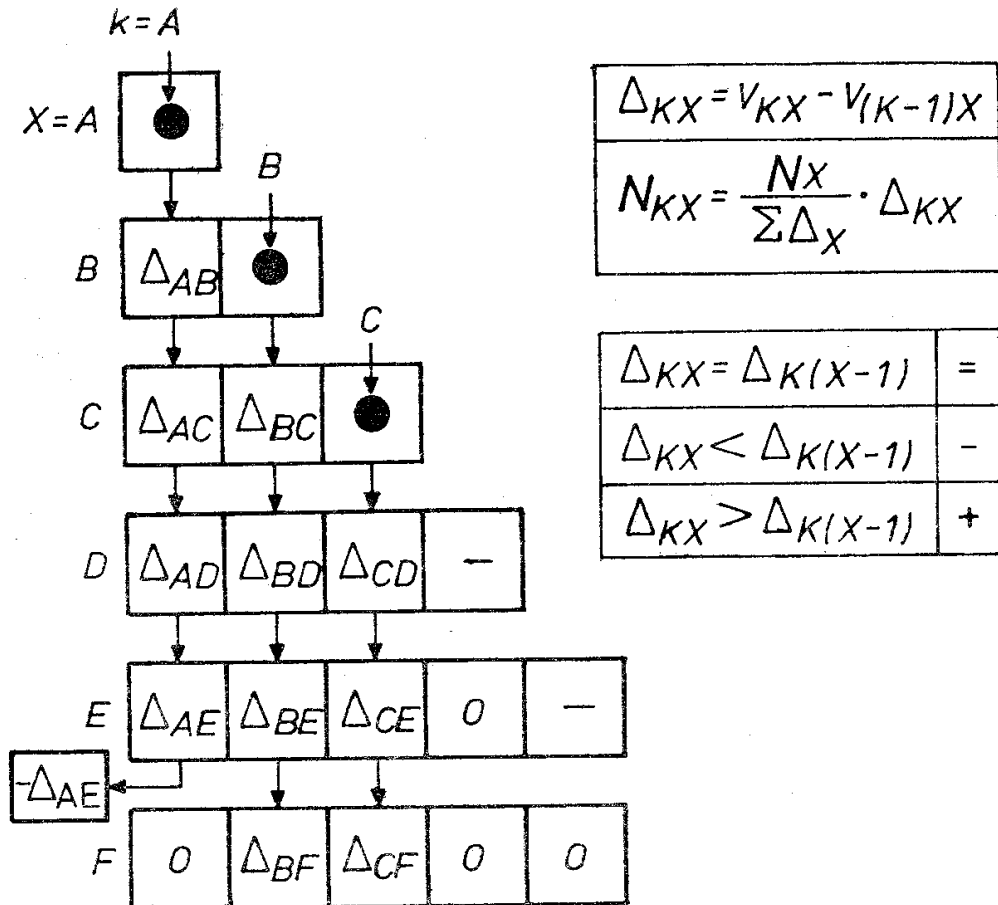 k=A
X=A
B
B Δ_AB
C
C Δ_AC Δ_BC
D Δ_AD Δ_BD Δ_CD —
E Δ_AE Δ_BE Δ_CE 0 —
-Δ_AE
F 0 Δ_BF Δ_CF 0 0
Δ_KX = V_KX - V_(K-1)X
N_KX = N_X / ΣΔ_X · Δ_KX
Δ_KX = Δ_K(X-1) =
Δ_KX < Δ_K(X-1) -
Δ_KX > Δ_K(X-1) +